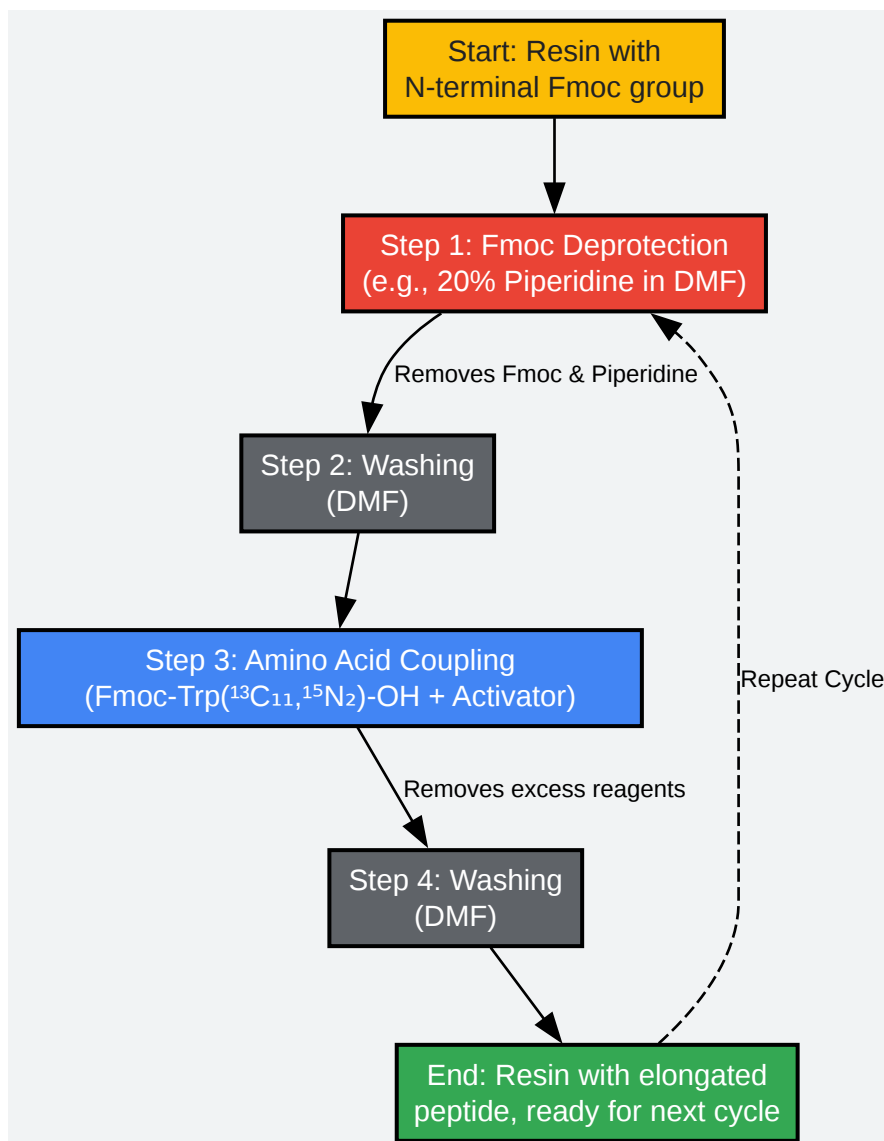 Start: Resin with
N-terminal Fmoc group
Step 1: Fmoc Deprotection
(e.g., 20% Piperidine in DMF)
Removes Fmoc & Piperidine
Step 2: Washing
(DMF)
Step 3: Amino Acid Coupling
(Fmoc-Trp(¹³C₁₁,¹⁵N₂)-OH + Activator)
Repeat Cycle
Removes excess reagents
Step 4: Washing
(DMF)
End: Resin with elongated
peptide, ready for next cycle